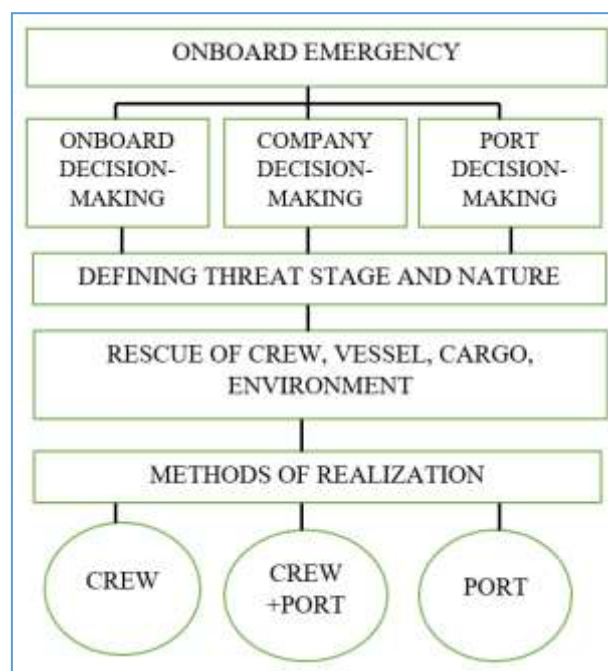 ONBOARD EMERGENCY
ONBOARD
DECISION-
MAKING
COMPANY
DECISION-
MAKING
PORT
DECISION-
MAKING
DEFINING THREAT STAGE AND NATURE
RESCUE OF CREW, VESSEL, CARGO,
ENVIRONMENT
METHODS OF REALIZATION
CREW
CREW
+PORT
PORT